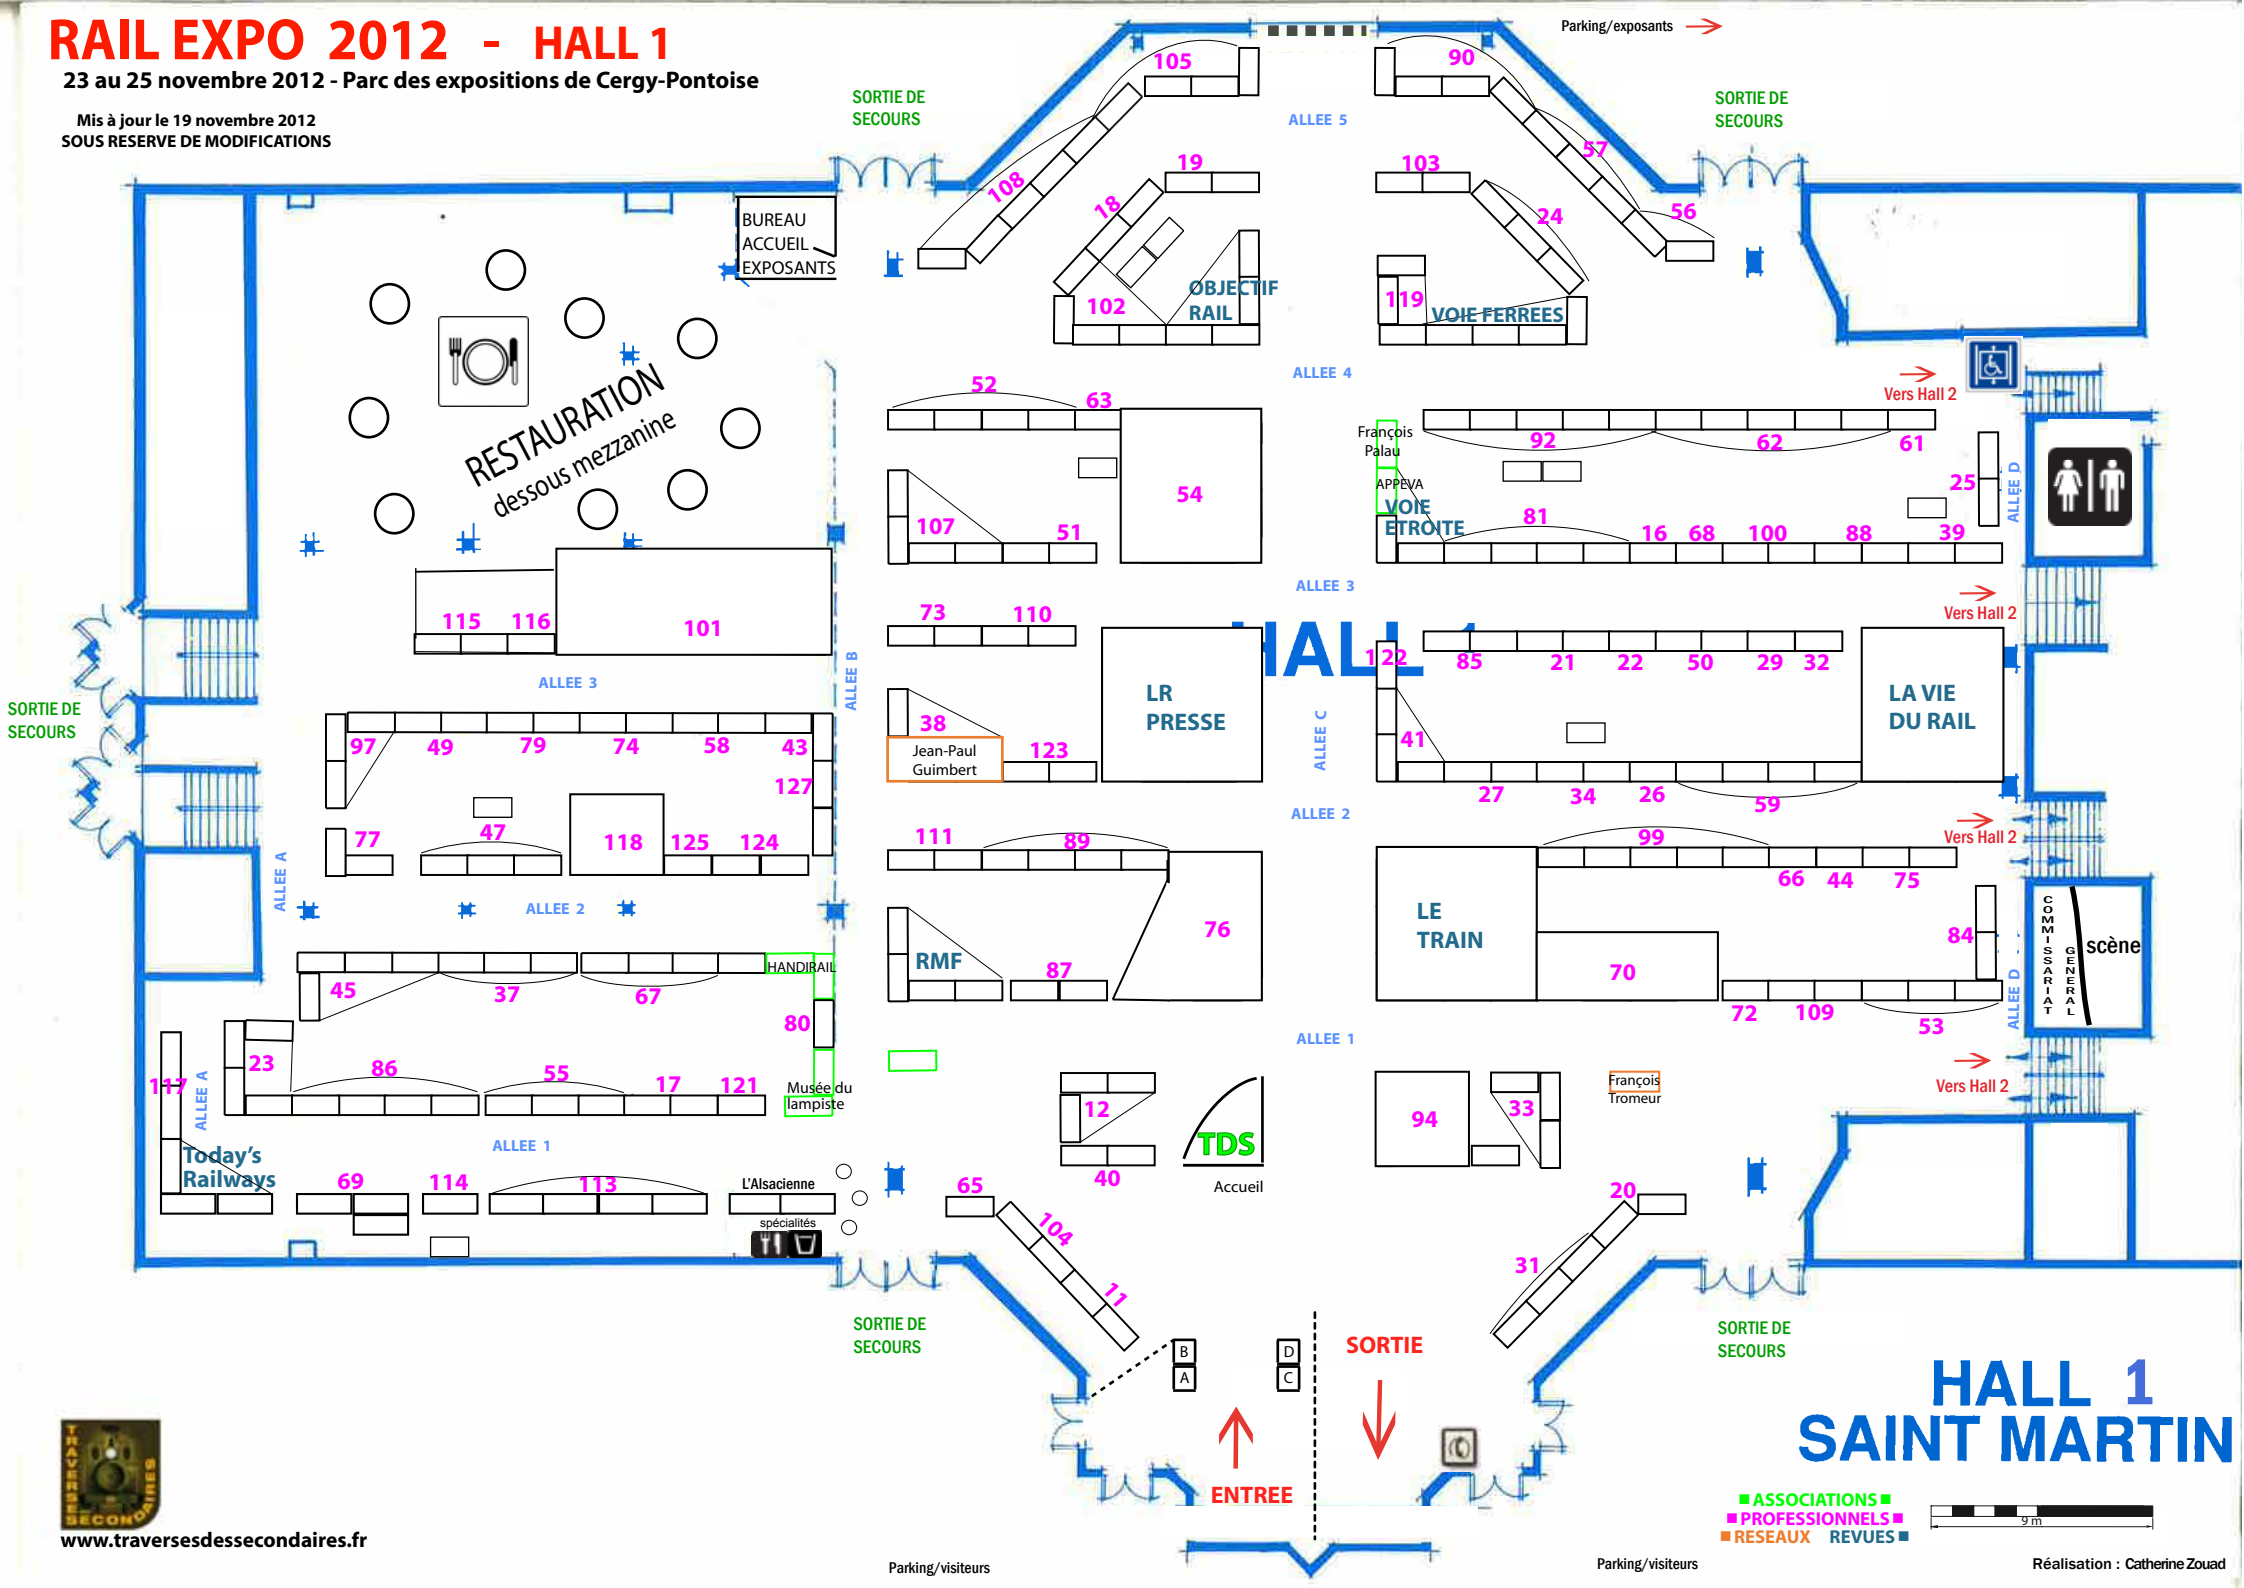 RAIL EXPO 2012 - HALL 1
23 au 25 novembre 2012 - Parc des expositions de Cergy-Pontoise
Mis à jour le 19 novembre 2012
SOUS RESERVE DE MODIFICATIONS
Parking/exposants
SORTIE DE
SECOURS
SORTIE DE
SECOURS
105
90
ALLEE 5
57
108
19
103
18
24
56
BUREAU
ACCUEIL
EXPOSANTS
102
OBJECTIF
RAIL
119
VOIE FERREES
RESTAURATION
dessous mezzanine
ALLEE 4
Vers Hall 2
52
63
François
Palau
92
62
61
54
APPEVA
VOIE
ETROITE
25
ALLEE D
107
51
81
16
68
100
88
39
ALLEE 3
Vers Hall 2
115
116
101
73
110
HALL 1
122
85
21
22
50
29
32
ALLEE 3
ALLEE B
LR
PRESSE
LA VIE
DU RAIL
SORTIE DE
SECOURS
97
49
79
74
58
43
38
Jean-Paul
Guimbert
123
ALLEE C
41
127
27
34
26
59
77
47
118
125
124
ALLEE 2
111
89
99
Vers Hall 2
ALLEE A
ALLEE 2
66
44
75
76
LE
TRAIN
84
COMISSARIAT
GENERAL
scène
HANDIRAIL
RMF
87
70
45
37
67
72
109
53
ALLEE D
80
ALLEE 1
23
86
55
17
121
Musée du
lampiste
117
ALLEE A
12
TDS
Accueil
40
94
33
François
Tromeur
Vers Hall 2
ALLEE 1
Today's
Railways
69
114
113
L'Alsacienne
spécialités
65
104
11
20
31
SORTIE DE
SECOURS
B
A
D
C
SORTIE
SORTIE DE
SECOURS
ENTREE
HALL 1
SAINT MARTIN
TRAVERSES
SECONDAIRES
www.traversesdessecondaires.fr
ASSOCIATIONS
PROFESSIONNELS
RESEAUX REVUES
9 m
Parking/visiteurs
Parking/visiteurs
Réalisation : Catherine Zouad